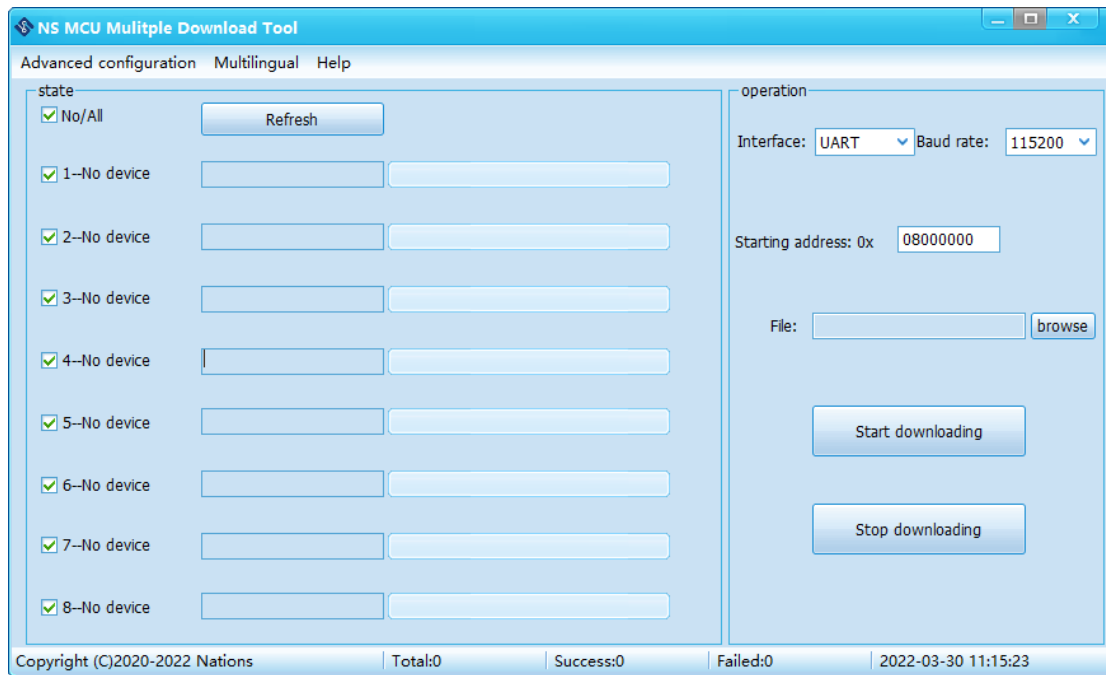 NS MCU Mulitple Download Tool
Advanced configuration Multilingual Help
state
No/All
Refresh
1--No device
2--No device
3--No device
4--No device
5--No device
6--No device
7--No device
8--No device
operation
Interface: UART Baud rate: 115200
Starting address: 0x 08000000
File: browse
Start downloading
Stop downloading
Copyright (C)2020-2022 Nations Total:0 Success:0 Failed:0 2022-03-30 11:15:23